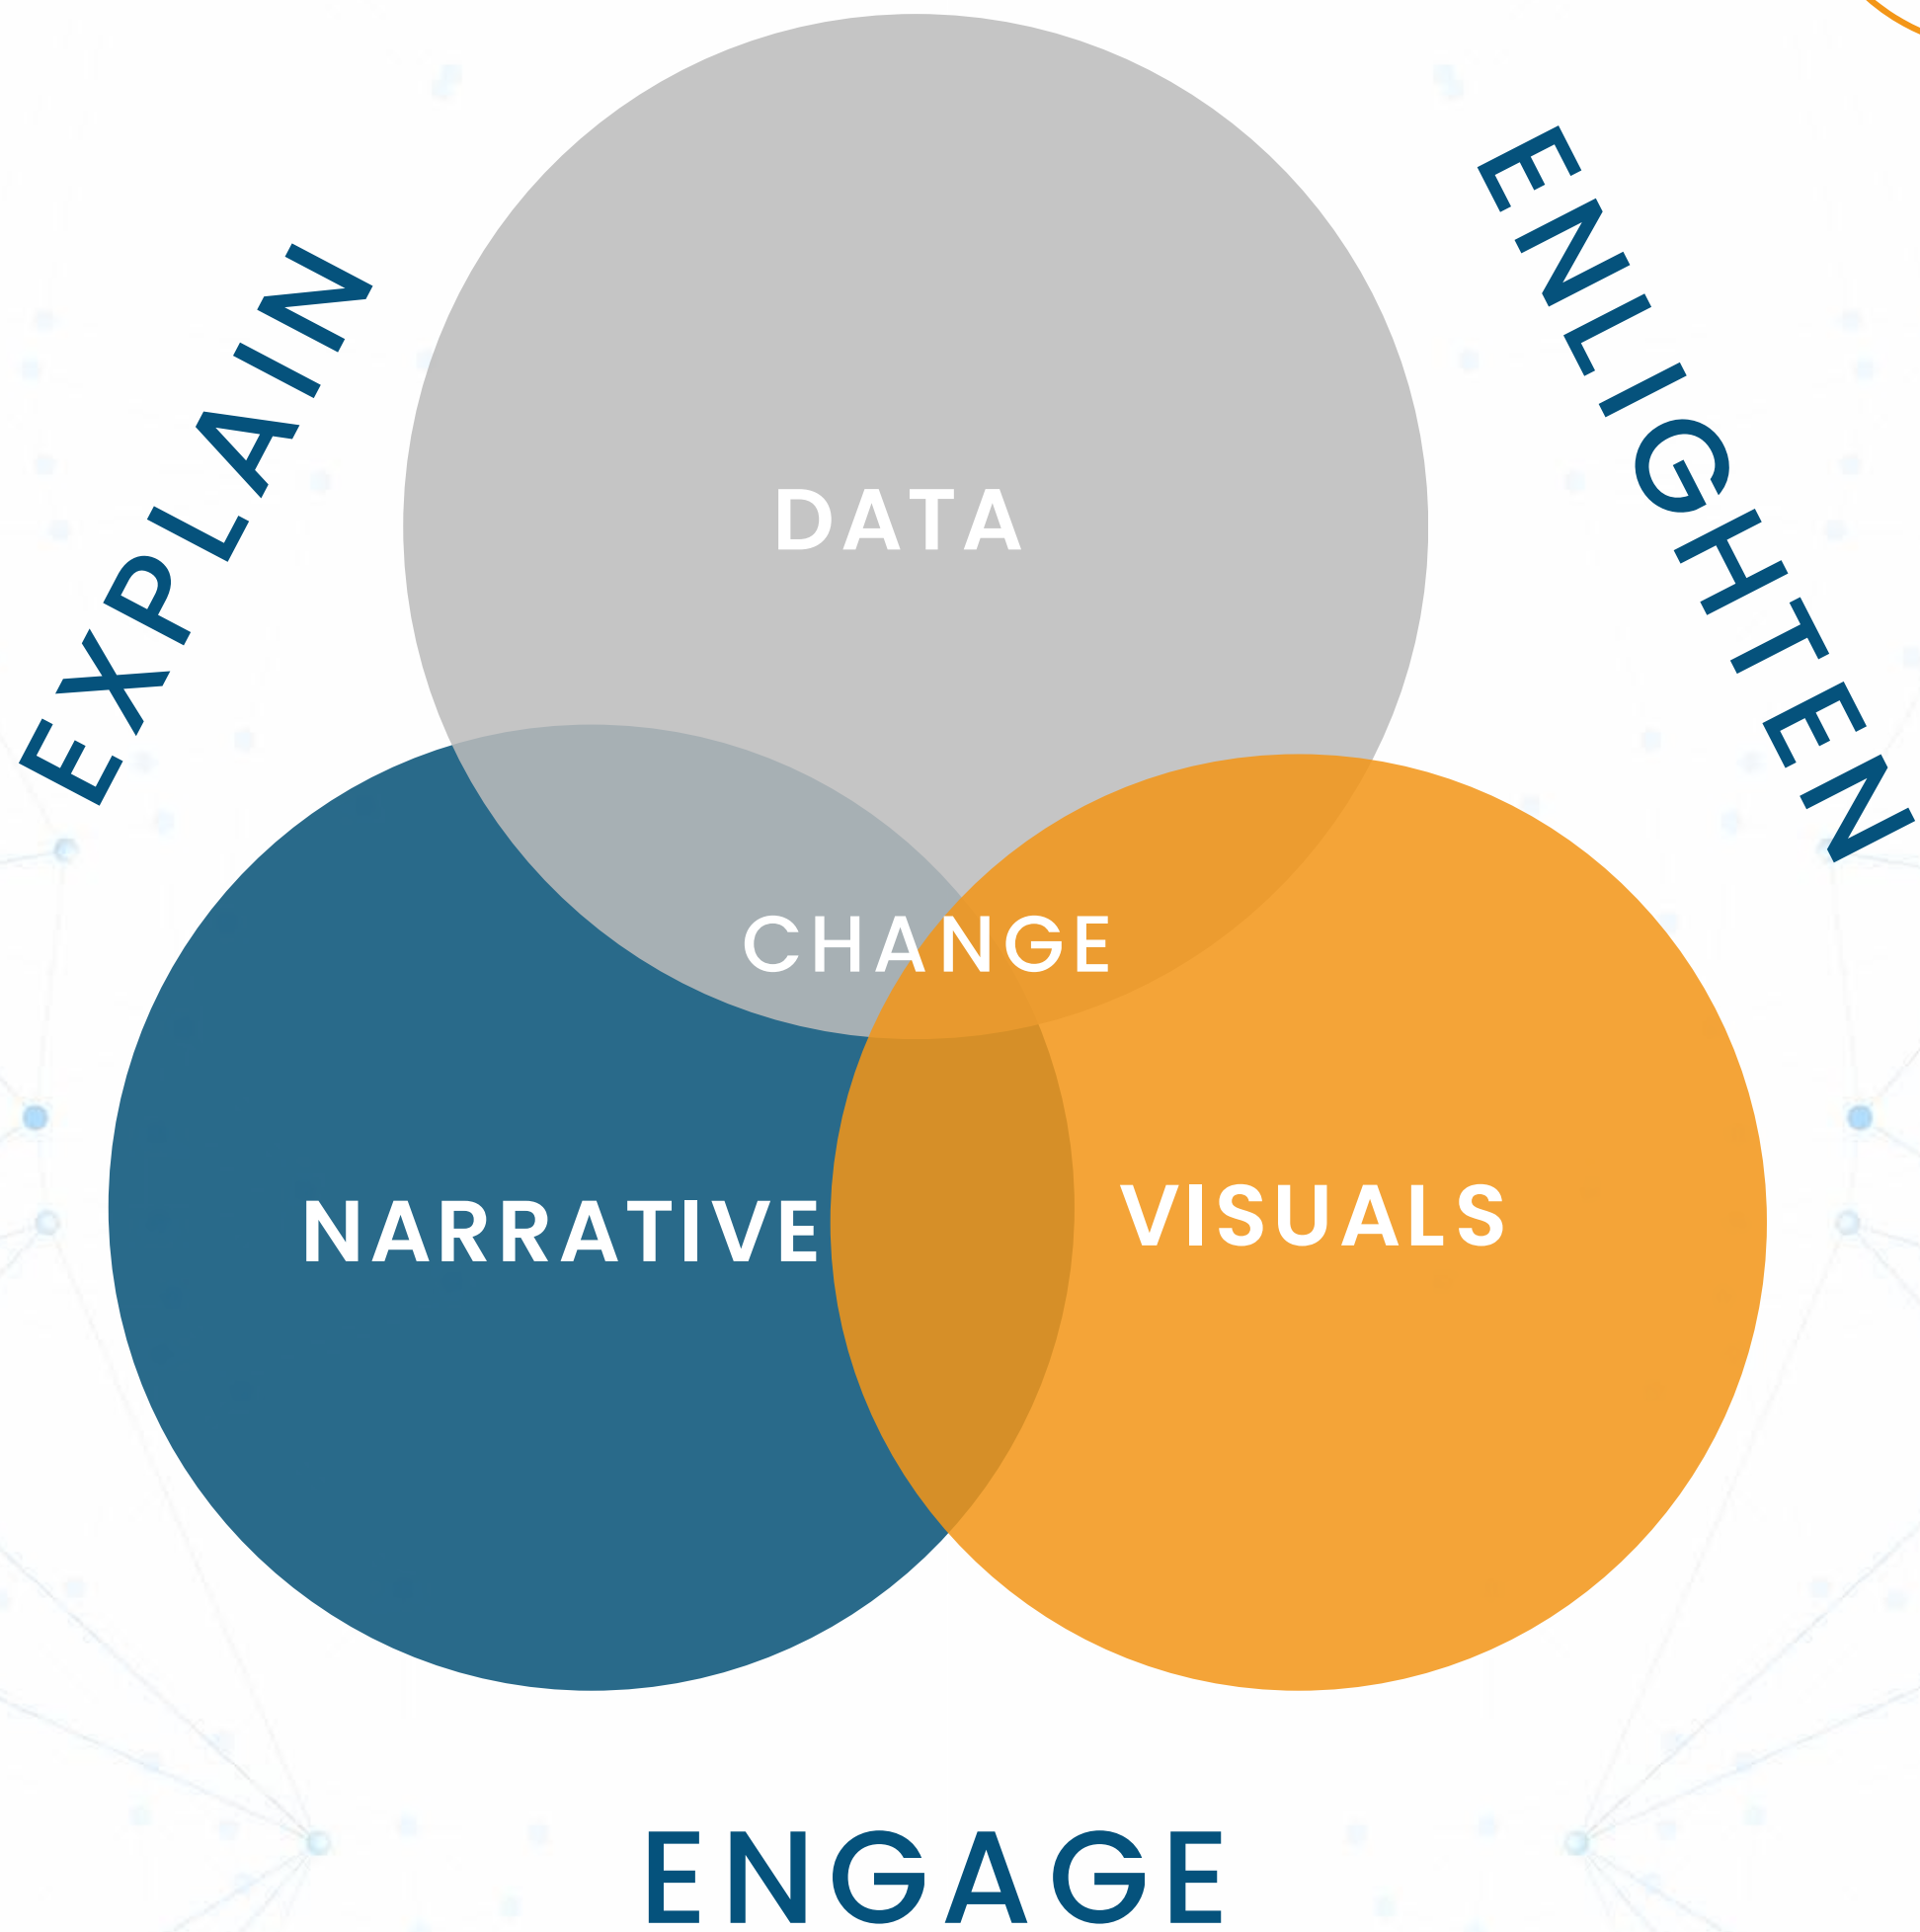 EXPLAIN
ENLIGHTEN
DATA
CHANGE
NARRATIVE
VISUALS
ENGAGE